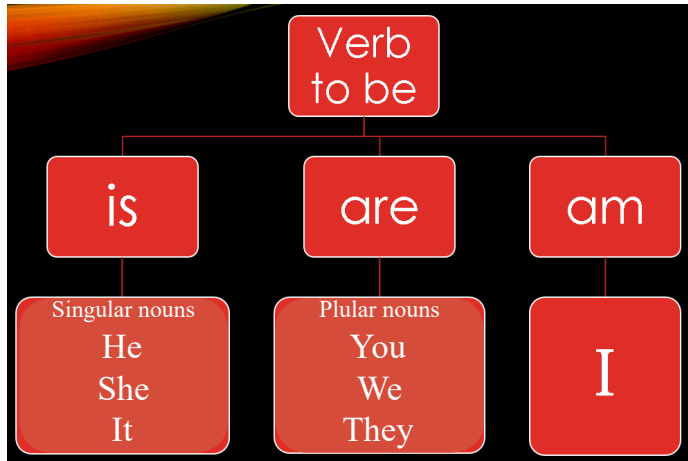 Verb
to be
is
are
am
Singular nouns
He
She
It
Plular nouns
You
We
They
I